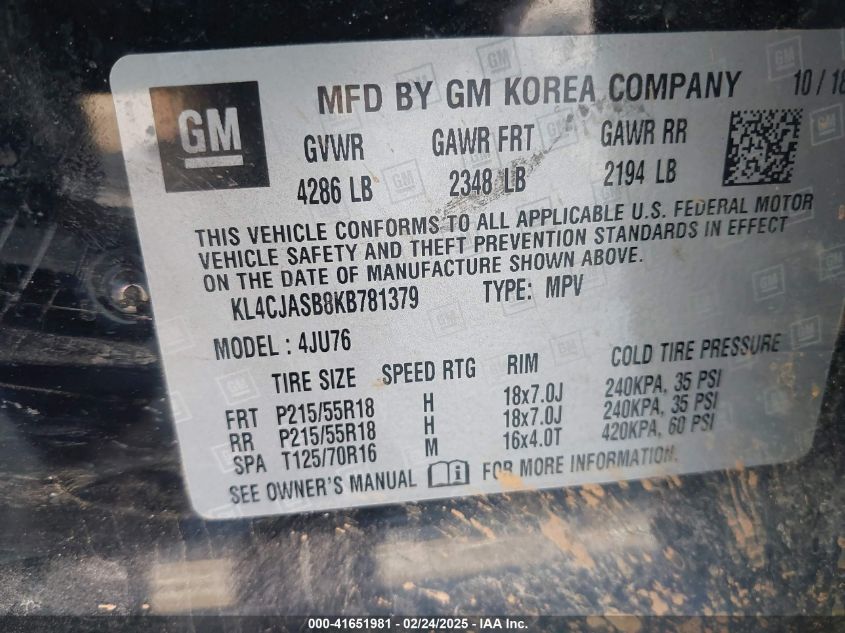 GM
MFD BY GM KOREA COMPANY 10/18
GVWR GAWR FRT GAWR RR
4286 LB 2348 LB 2194 LB
THIS VEHICLE CONFORMS TO ALL APPLICABLE U.S. FEDERAL MOTOR
VEHICLE SAFETY AND THEFT PREVENTION STANDARDS IN EFFECT
ON THE DATE OF MANUFACTURE SHOWN ABOVE.
KL4CJASB8KB781379 TYPE: MPV
MODEL : 4JU76
TIRE SIZE SPEED RTG RIM COLD TIRE PRESSURE
FRT P215/55R18 H 18x7.0J 240KPA, 35 PSI
RR P215/55R18 H 18x7.0J 240KPA, 35 PSI
SPA T125/70R16 M 16x4.0T 420KPA, 60 PSI
SEE OWNER'S MANUAL FOR MORE INFORMATION.
000-41651981 - 02/24/2025 - IAA Inc.